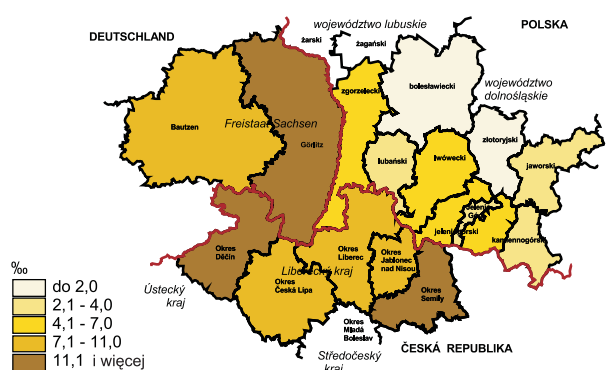 województwo lubuskie
POLSKA
DEUTSCHLAND
żarski
żagański
zgorzelecki
bolesławiecki
województwo
dolnośląskie
Bautzen
Freistaat Sachsen
Görlitz
lubański
lwówecki
złotoryjski
jaworski
Jelenia
Góra
jeleniogórski
kamiennogórski
Okres
Děčín
Okres
Liberec
Okres
Jablonec
nad Nisou
Liberecký kraj
Okres
Česká Lípa
Okres
Semily
Ústecký
kraj
Okres
Mladá
Boleslav
Středočeský
kraj
ČESKÁ REPUBLIKA
‰
do 2,0
2,1 - 4,0
4,1 - 7,0
7,1 - 11,0
11,1 i więcej